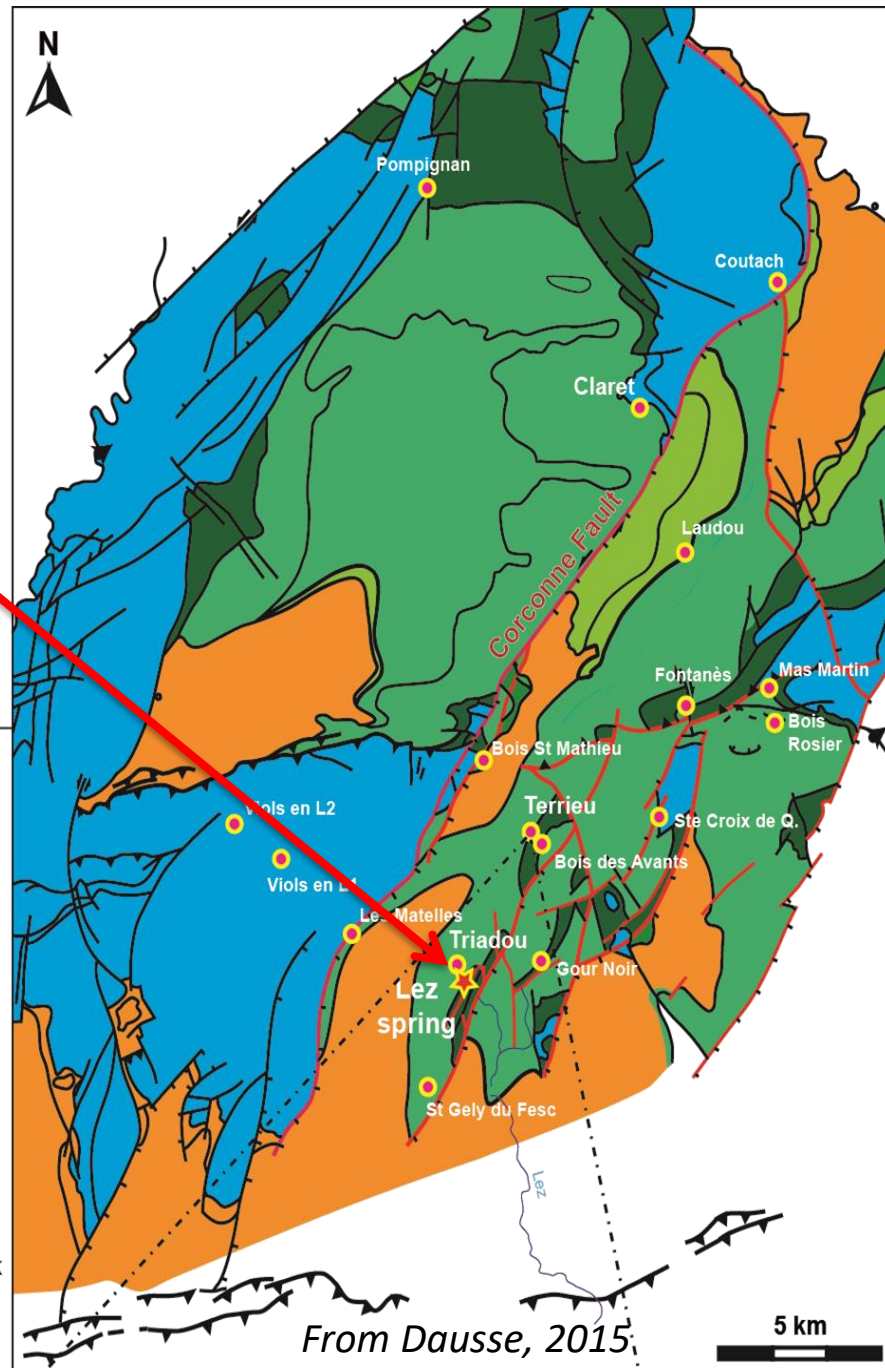 N
Pompignan
Coutach
Claret
Corconne Fault
Laudou
Fontanès
Mas Martin
Bois
Rosier
Bois St Mathieu
Viols en L2
Terrieu
Ste Croix de Q.
Bois des Avants
Viols en L1
Les Matelles
Triadou
Gour Noir
Lez
spring
St Gely du Fesc
Lez
From Dausse, 2015
5 km